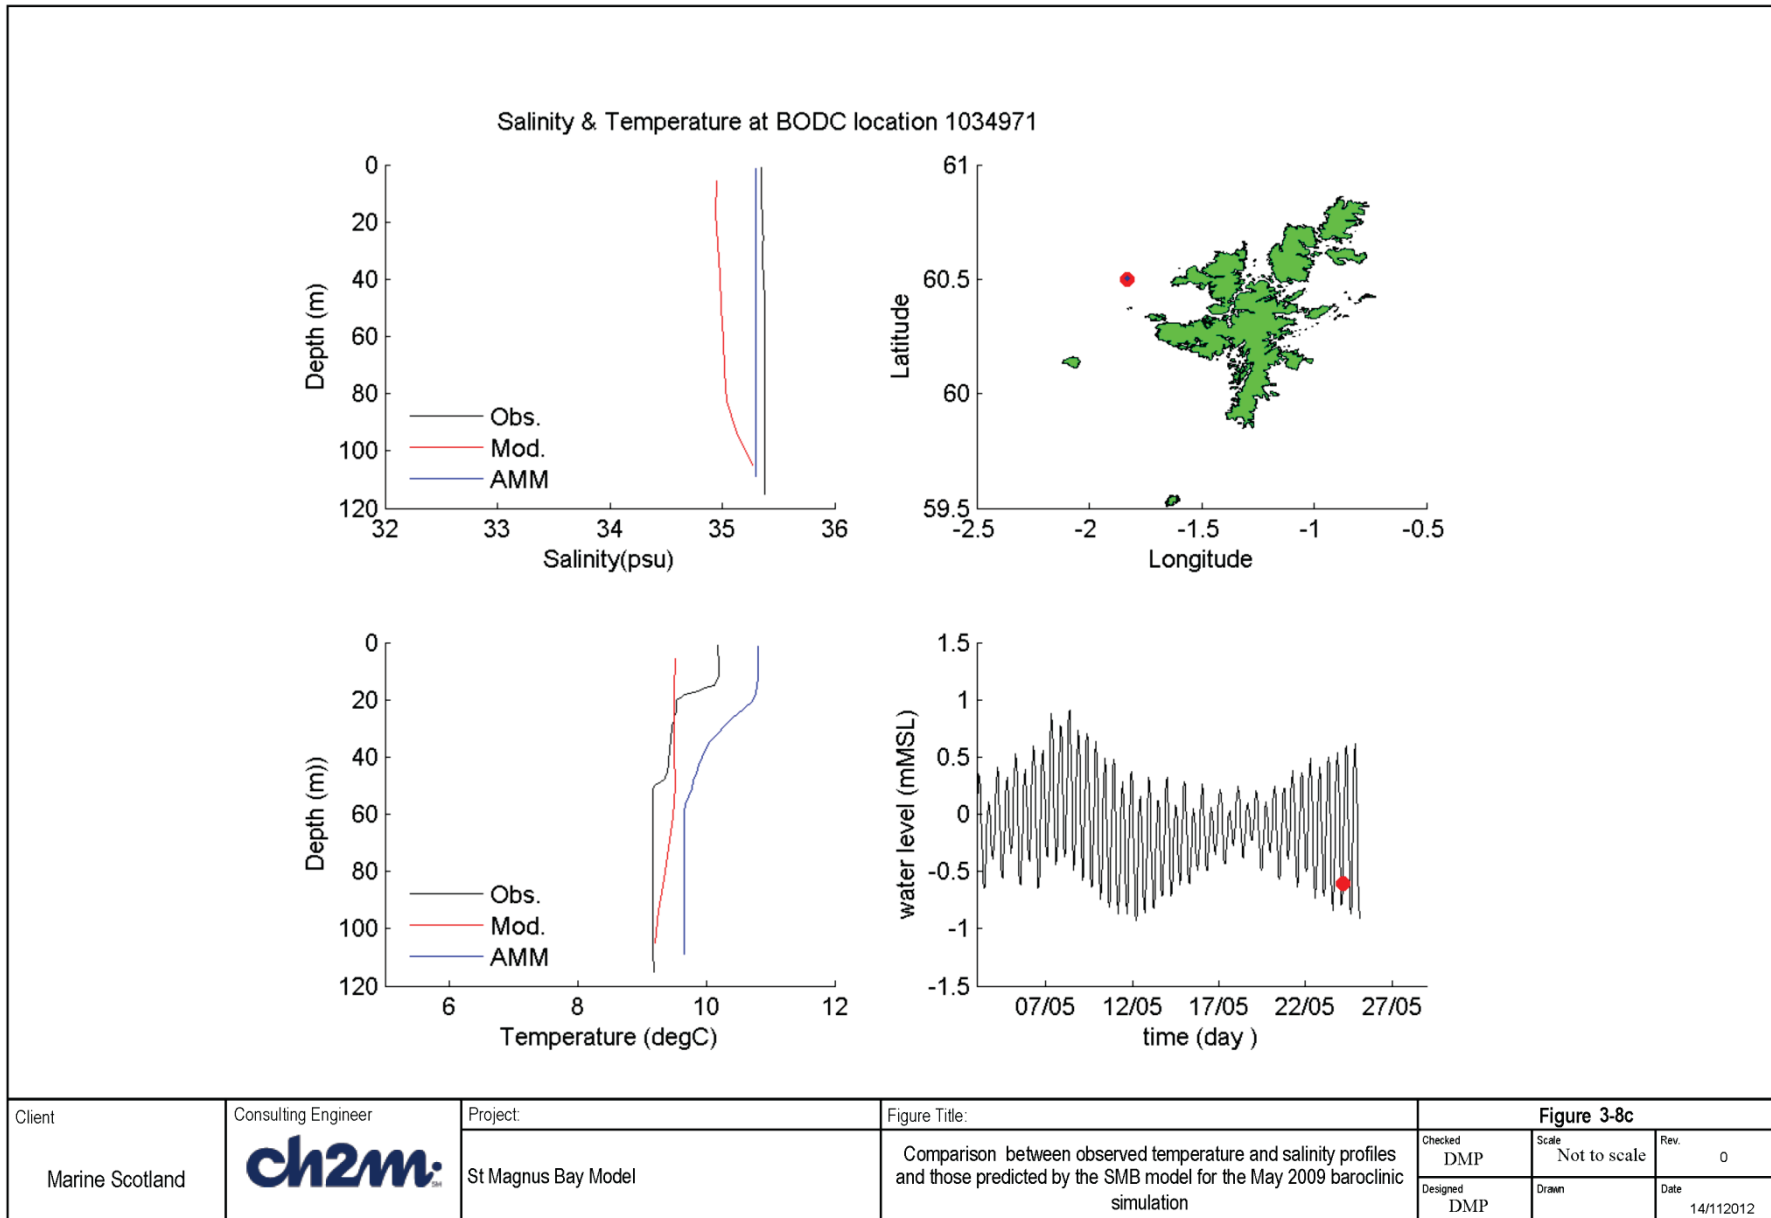 Salinity & Temperature at BODC location 1034971
0
20
40
60
80
100
120
Depth (m)
Obs.
Mod.
AMM
32
33
34
35
36
Salinity(psu)
61
60.5
60
59.5
Latitude
-2.5
-2
-1.5
-1
-0.5
Longitude
0
20
40
60
80
100
120
Depth (m))
Obs.
Mod.
AMM
6
8
10
12
Temperature (degC)
1.5
1
0.5
0
-0.5
-1
-1.5
water level (mMSL)
07/05
12/05
17/05
22/05
27/05
time (day )
Client
Marine Scotland
Consulting Engineer
ch2m:
SM
Project:
St Magnus Bay Model
Figure Title:
Comparison between observed temperature and salinity profiles
and those predicted by the SMB model for the May 2009 baroclinic
simulation
Figure 3-8c
Checked
DMP
Scale
Not to scale
Rev.
0
Designed
DMP
Drawn
Date
14/112012